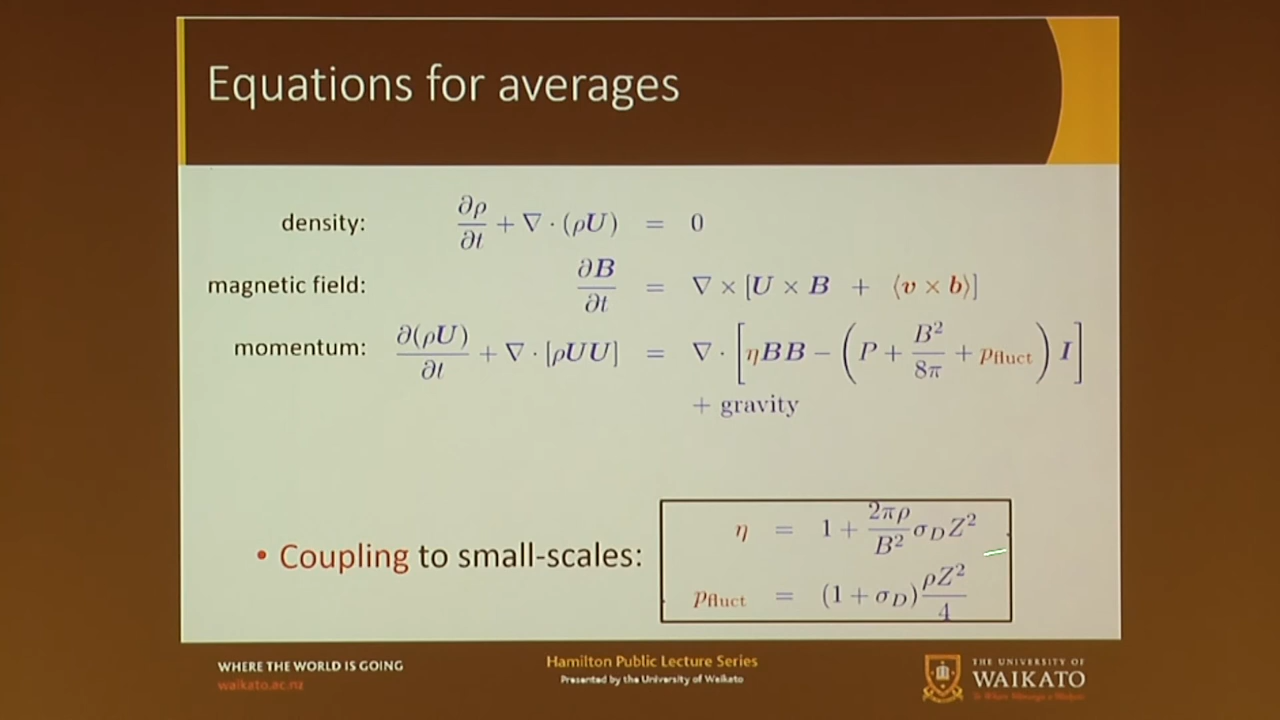 Equations for averages
density: ∂ρ/∂t + ∇ · (ρU) = 0
magnetic field: ∂B/∂t = ∇ × [U × B + ⟨v × b⟩]
momentum: ∂(ρU)/∂t + ∇ · [ρUU] = ∇ · [ηBB − (P + B²/8π + p_fluct) I]
+ gravity
• Coupling to small-scales:
η = 1 + 2πρ/B² σ_D Z²
p_fluct = (1 + σ_D) ρZ²/4
WHERE THE WORLD IS GOING
waikato.ac.nz
Hamilton Public Lecture Series
Presented by the University of Waikato
THE UNIVERSITY OF
WAIKATO